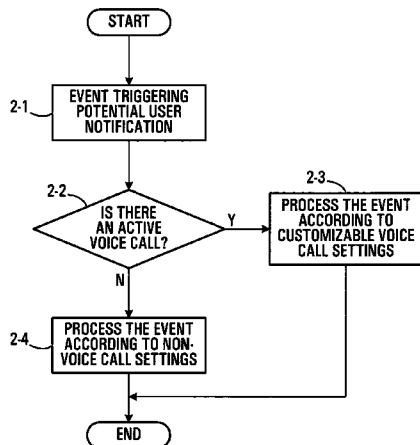 START
2-1
EVENT TRIGGERING
POTENTIAL USER
NOTIFICATION
2-2
IS THERE
AN ACTIVE
VOICE CALL?
Y
N
2-3
PROCESS THE EVENT
ACCORDING TO
CUSTOMIZABLE VOICE
CALL SETTINGS
2-4
PROCESS THE EVENT
ACCORDING TO NON-
VOICE CALL SETTINGS
END